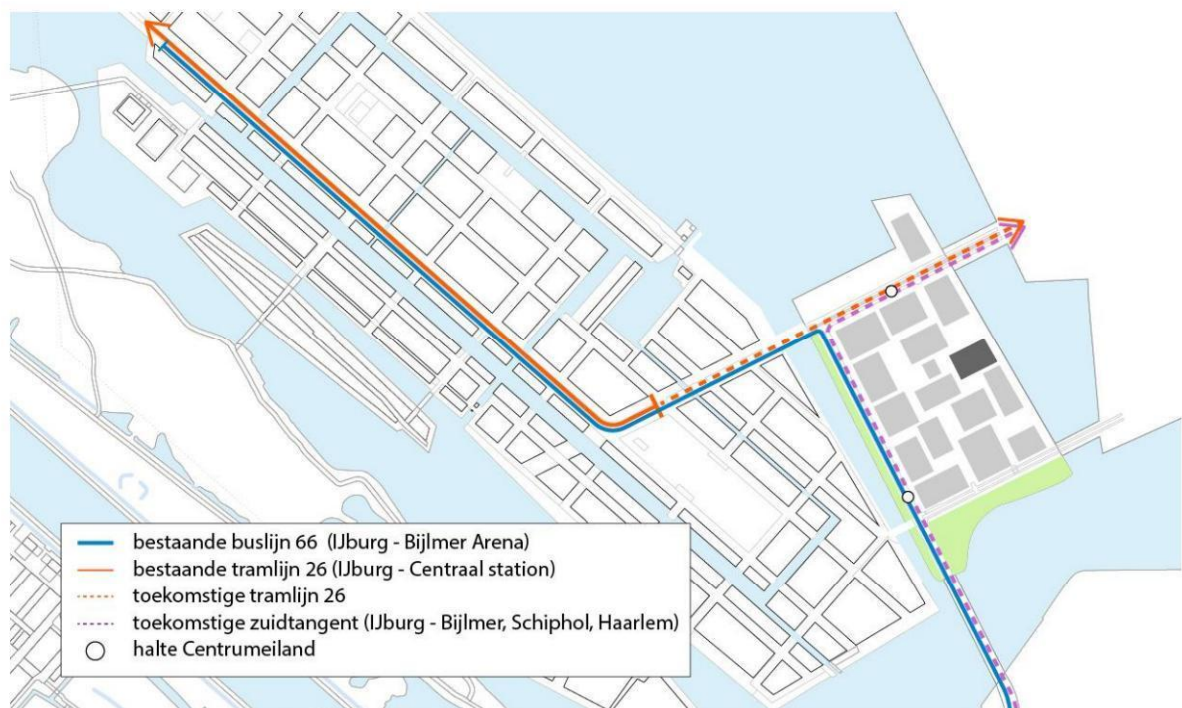 bestaande buslijn 66 (IJburg - Bijlmer Arena)
bestaande tramlijn 26 (IJburg - Centraal station)
toekomstige tramlijn 26
toekomstige zuidtangent (IJburg - Bijlmer, Schiphol, Haarlem)
halte Centrumeiland